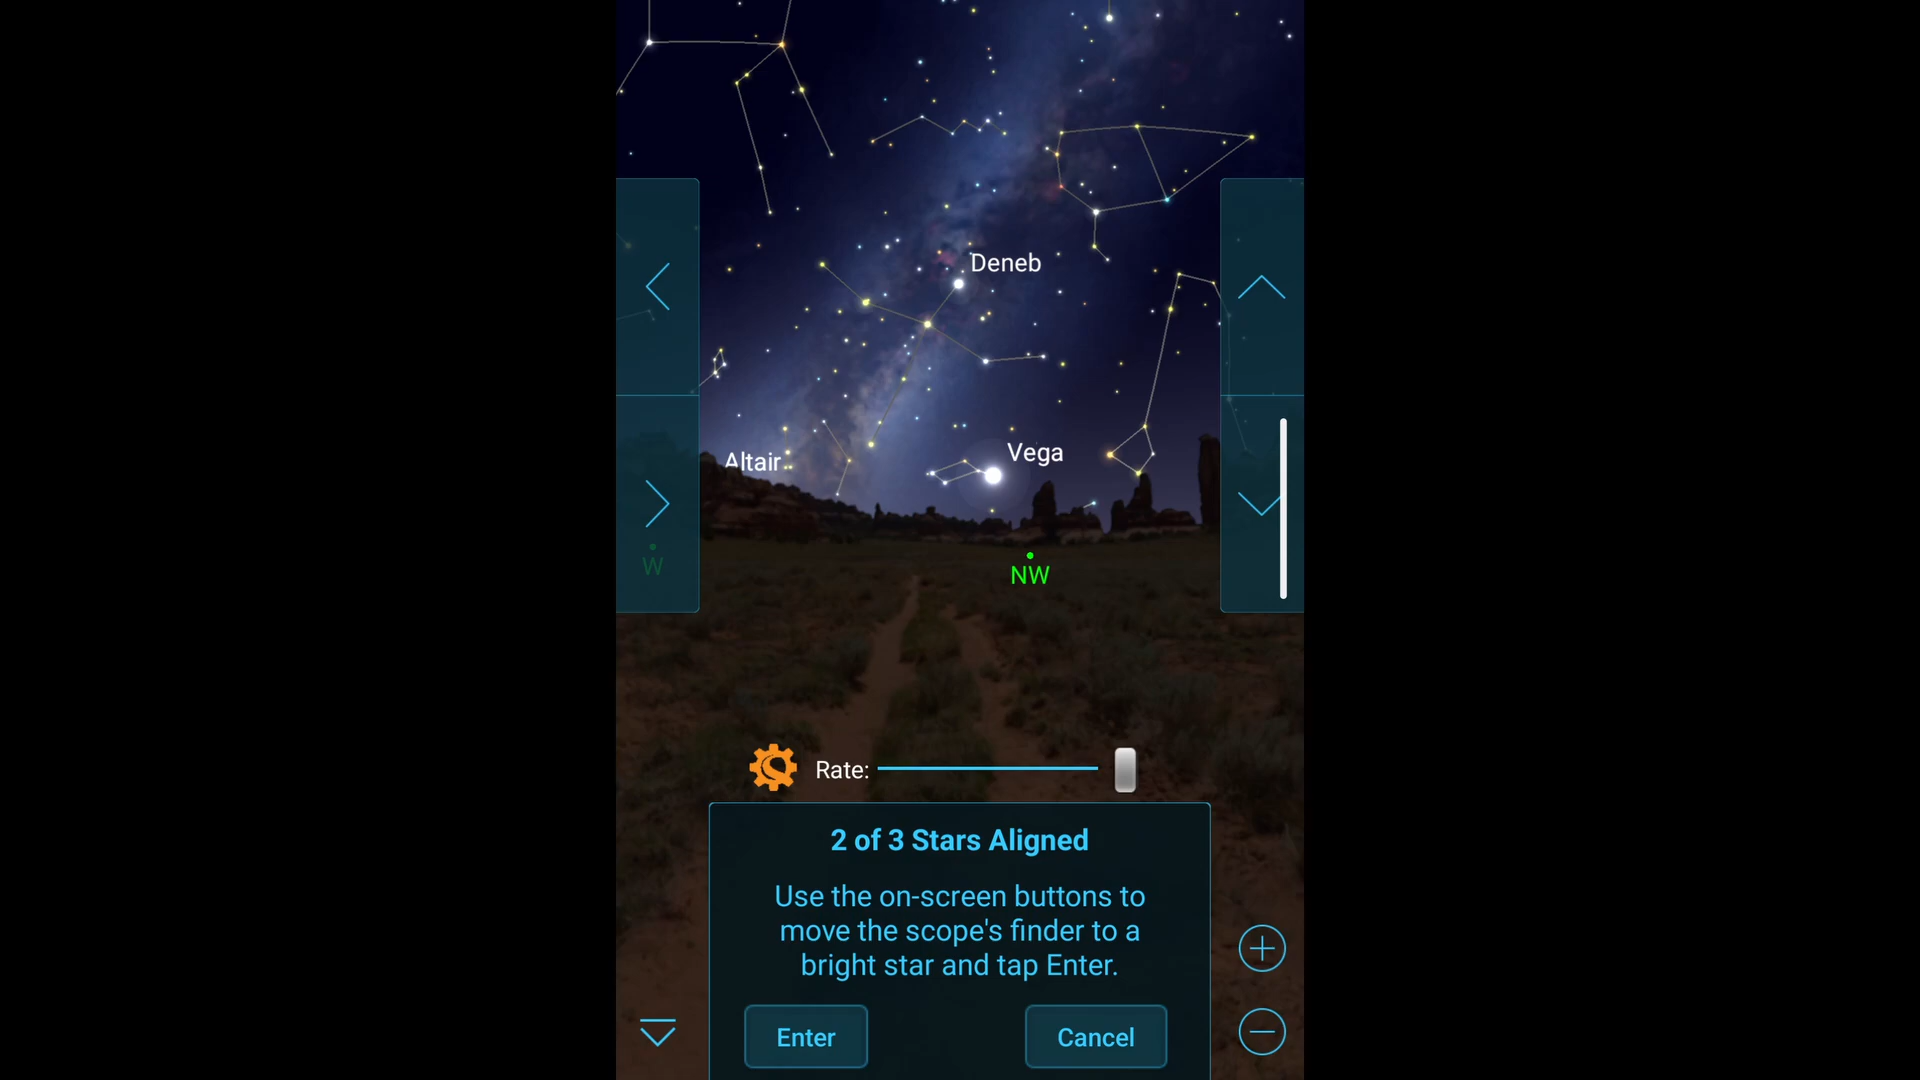 Deneb
Vega
Altair
W
NW
Rate:
2 of 3 Stars Aligned
Use the on-screen buttons to
move the scope's finder to a
bright star and tap Enter.
Enter
Cancel